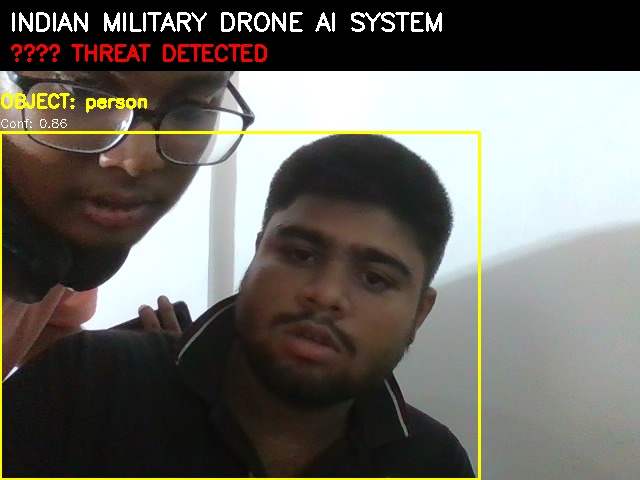 INDIAN MILITARY DRONE AI SYSTEM
???? THREAT DETECTED
OBJECT: person
Conf: 0.86